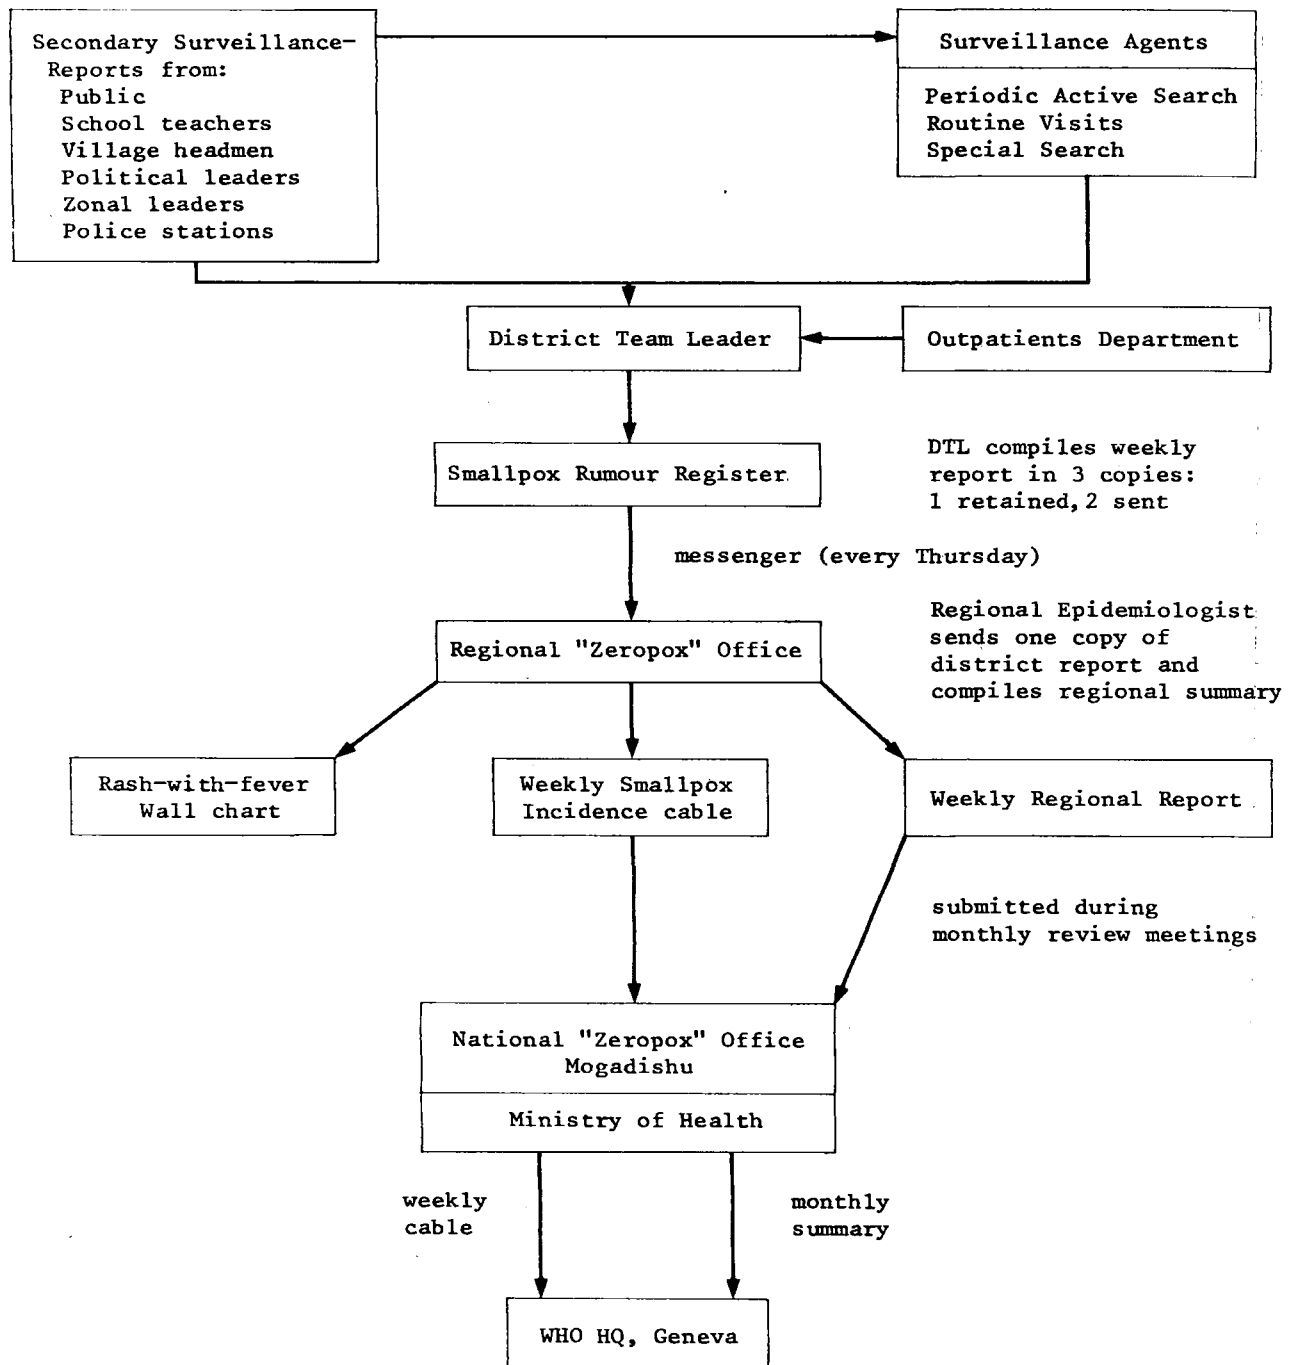 Secondary Surveillance-
Reports from:
Public
School teachers
Village headmen
Political leaders
Zonal leaders
Police stations
Surveillance Agents
Periodic Active Search
Routine Visits
Special Search
District Team Leader
Outpatients Department
Smallpox Rumour Register
DTL compiles weekly
report in 3 copies:
1 retained, 2 sent
messenger (every Thursday)
Regional "Zeropox" Office
Regional Epidemiologist
sends one copy of
district report and
compiles regional summary
Rash-with-fever
Wall chart
Weekly Smallpox
Incidence cable
Weekly Regional Report
submitted during
monthly review meetings
National "Zeropox" Office
Mogadishu
Ministry of Health
weekly
cable
monthly
summary
WHO HQ, Geneva